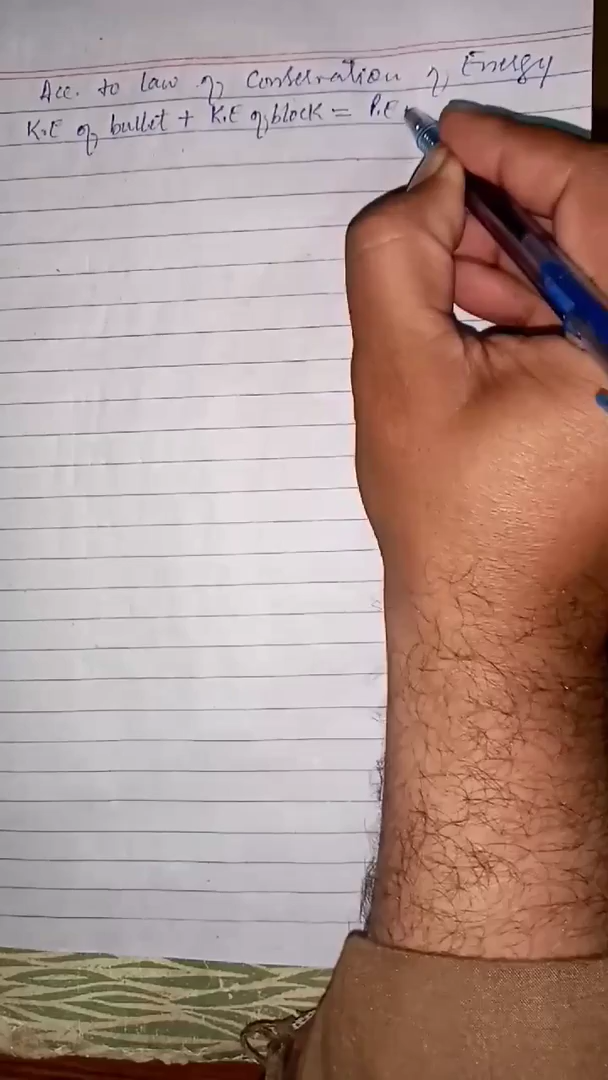 Acc. to law of Conservation of Energy
K.E of bullet + K.E of block = P.E